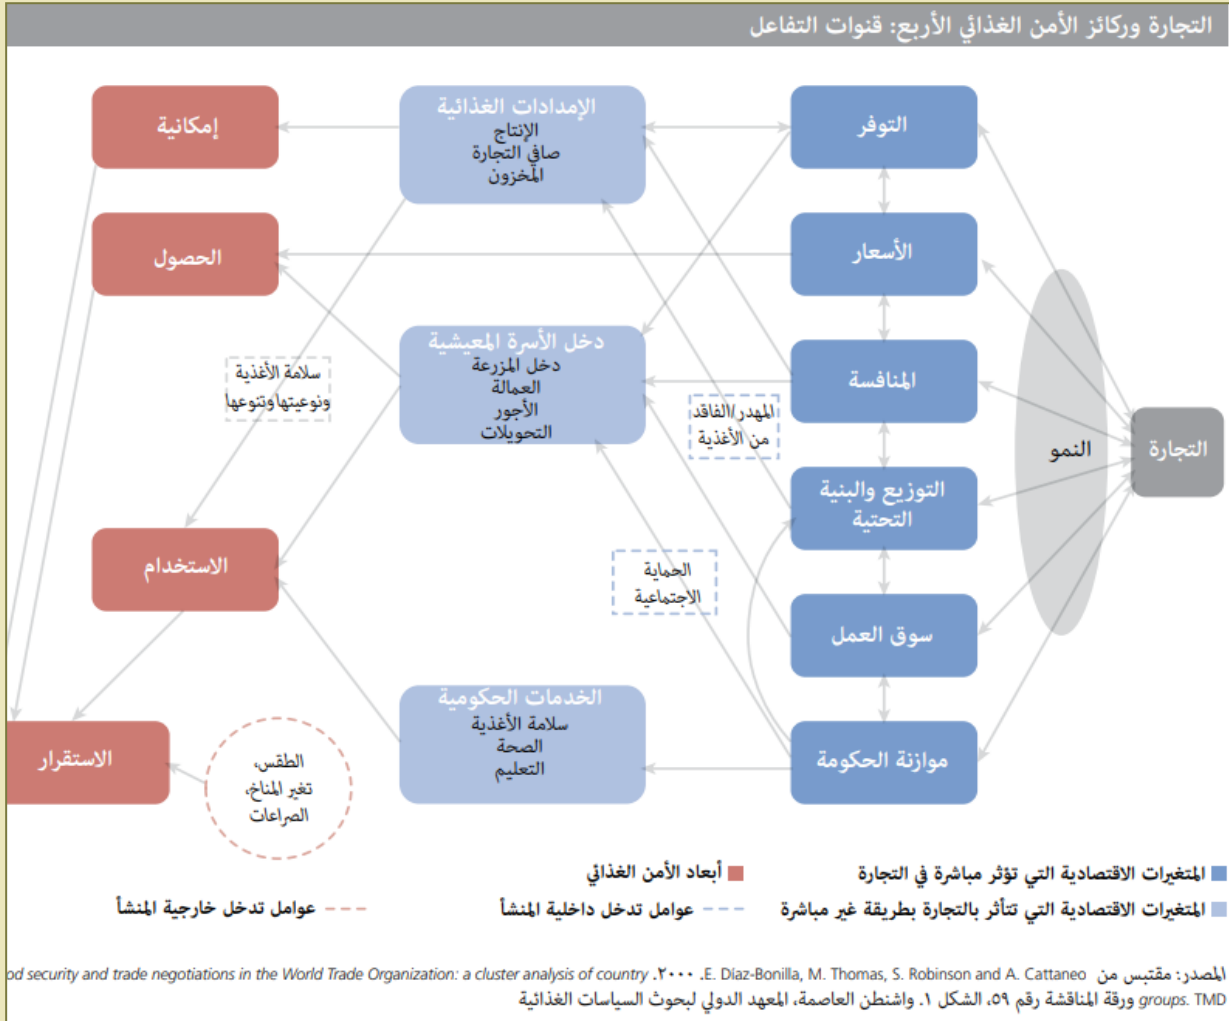 التجارة وركائز الأمن الغذائي الأربع: قنوات التفاعل
التجارة
النمو
التوفر
الأسعار
المنافسة
التوزيع والبنية
التحتية
سوق العمل
موازنة الحكومة
المهدر/الفاقد
من الأغذية
الحماية
الاجتماعية
الإمدادات الغذائية
الإنتاج
صافي التجارة
المخزون
دخل الأسرة المعيشية
دخل المزرعة
العمالة
الأجور
التحويلات
الخدمات الحكومية
سلامة الأغذية
الصحة
التعليم
سلامة الأغذية
ونوعيتها وتنوعها
إمكانية
الحصول
الاستخدام
الاستقرار
الطقس،
تغير المناخ،
الصراعات
المتغيرات الاقتصادية التي تؤثر مباشرة في التجارة
أبعاد الأمن الغذائي
المتغيرات الاقتصادية التي تتأثر بالتجارة بطريقة غير مباشرة
عوامل تدخل داخلية المنشأ
عوامل تدخل خارجية المنشأ
المصدر: مقتبس من E. Díaz-Bonilla, M. Thomas, S. Robinson and A. Cattaneo. ٢٠٠٠. od security and trade negotiations in the World Trade Organization: a cluster analysis of country
groups. TMD ورقة المناقشة رقم ٥٩، الشكل ١. واشنطن العاصمة، المعهد الدولي لبحوث السياسات الغذائية